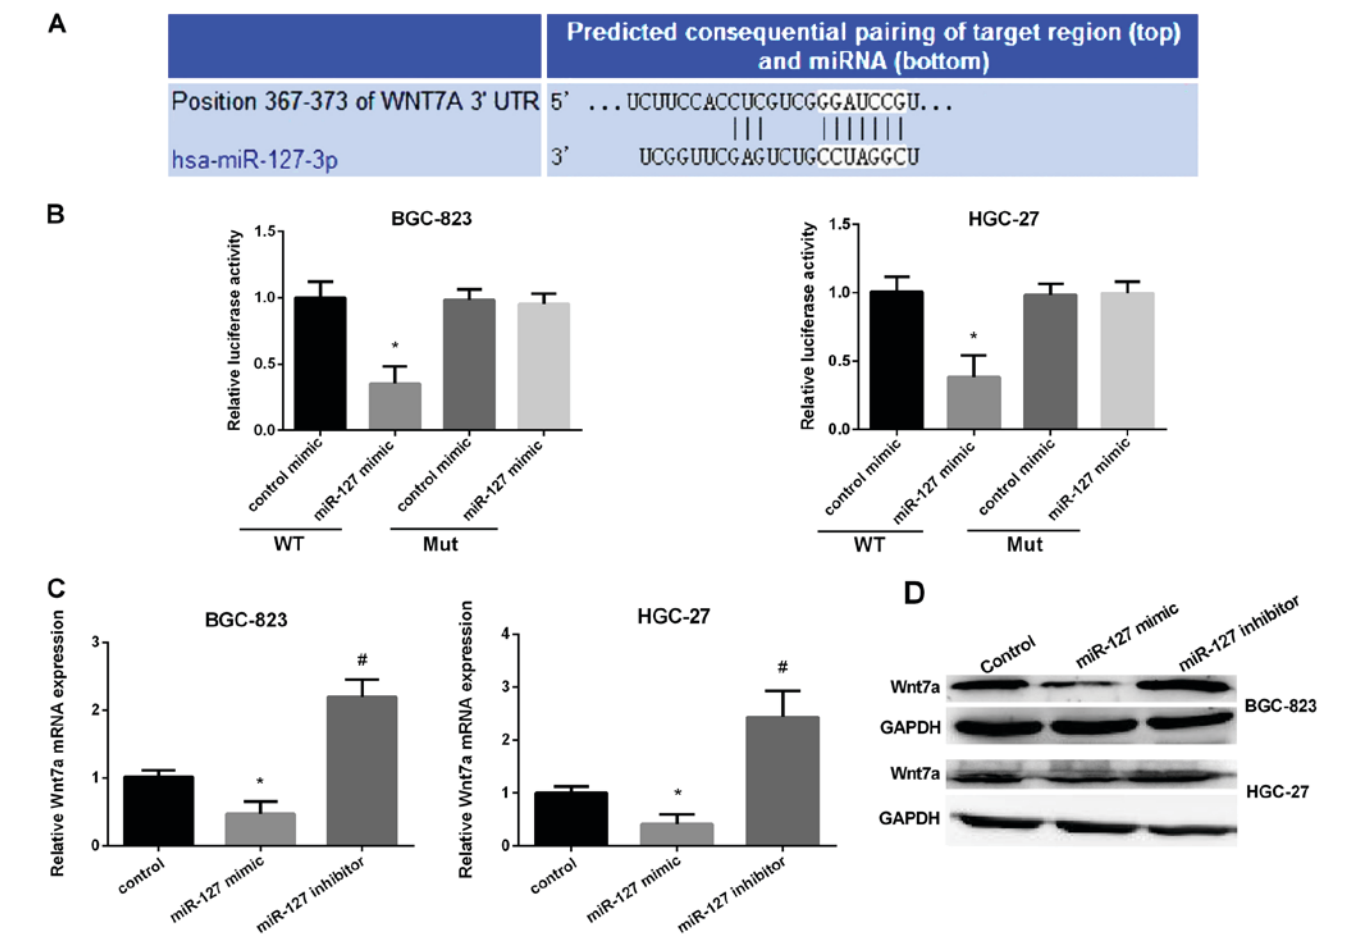 A
Predicted consequential pairing of target region (top)
and miRNA (bottom)
Position 367-373 of WNT7A 3' UTR 5' ...UCUUCCACCUCGUCGGGAUCCGU...
hsa-miR-127-3p 3' UCGGUUCGAGUCUGCCUAGGCU
B
BGC-823
Relative luciferase activity
1.5
1.0
0.5
0.0
*
control mimic
miR-127 mimic
control mimic
miR-127 mimic
WT
Mut
HGC-27
Relative luciferase activity
1.5
1.0
0.5
0.0
*
control mimic
miR-127 mimic
control mimic
miR-127 mimic
WT
Mut
C
BGC-823
Relative Wnt7a mRNA expression
3
2
1
0
*
#
control
miR-127 mimic
miR-127 inhibitor
HGC-27
Relative Wnt7a mRNA expression
4
3
2
1
0
*
#
control
miR-127 mimic
miR-127 inhibitor
D
Control
miR-127 mimic
miR-127 inhibitor
Wnt7a
GAPDH
BGC-823
Wnt7a
GAPDH
HGC-27